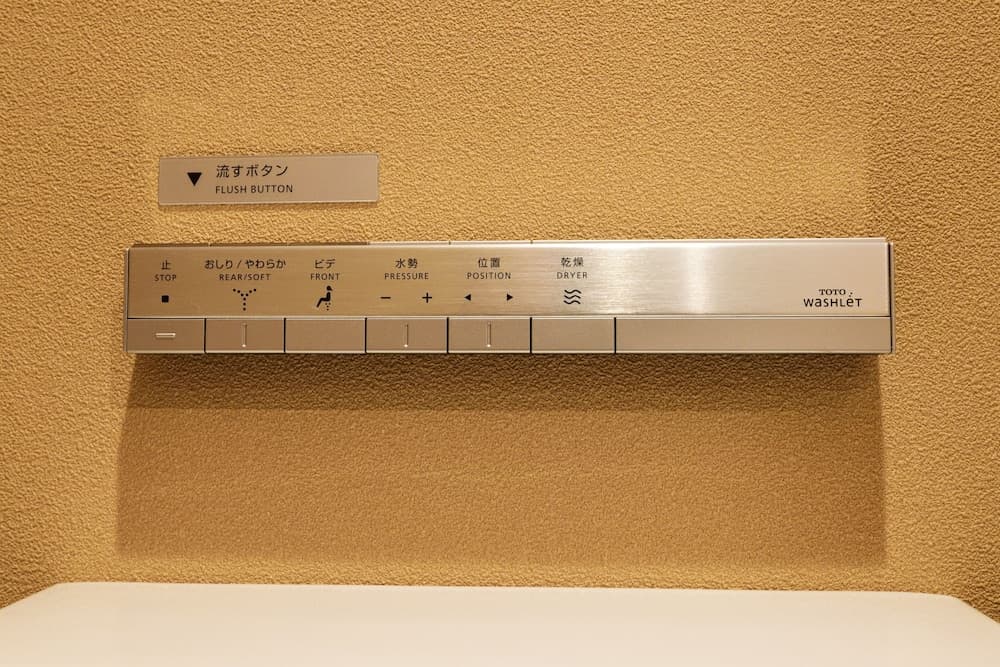 ▼ 流すボタン
FLUSH BUTTON
止
STOP
おしり / やわらか
REAR/SOFT
ビデ
FRONT
水勢
PRESSURE
− +
位置
POSITION
◀ ▶
乾燥
DRYER
TOTO
WASHLET